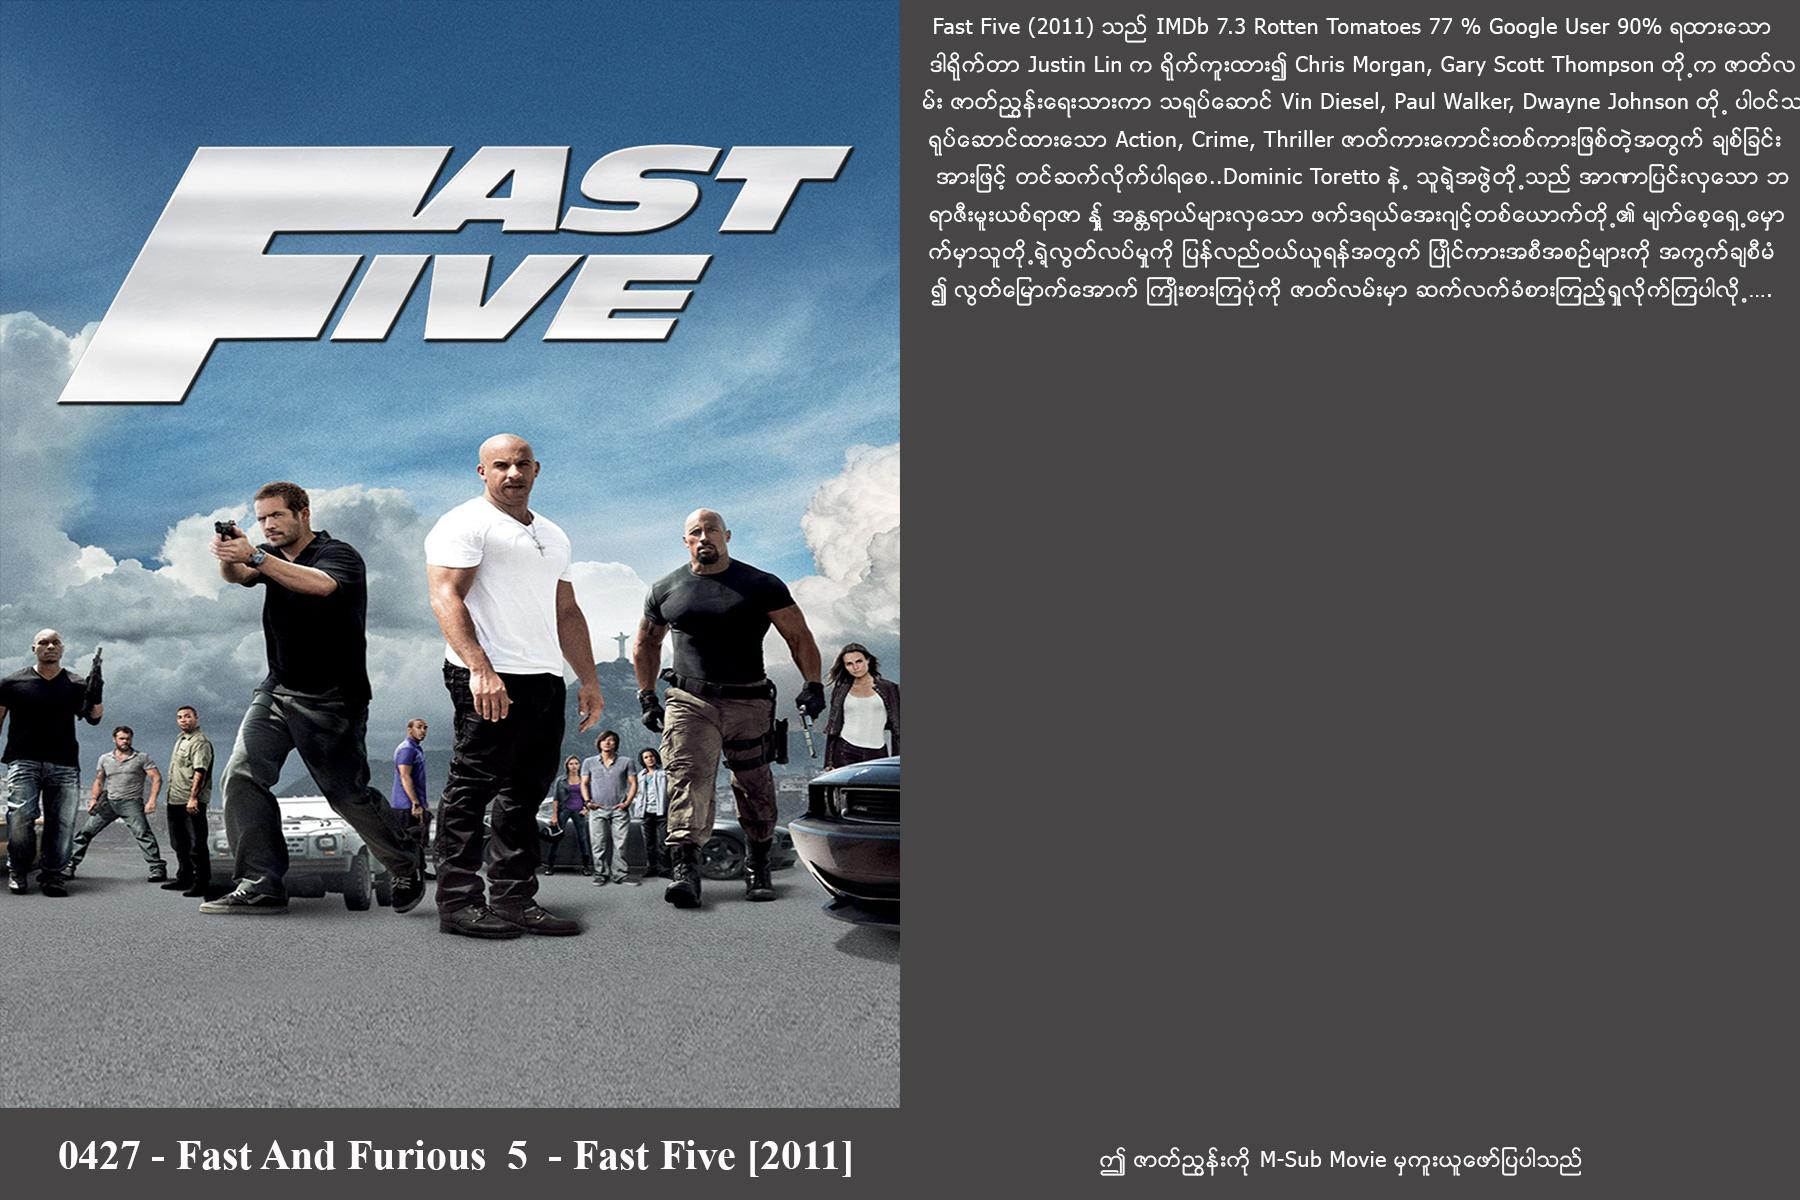 FAST
FIVE
Fast Five (2011) သည် IMDb 7.3 Rotten Tomatoes 77 % Google User 90% ရထားသော
ဒါရိုက်တာ Justin Lin က ရိုက်ကူးထား၍ Chris Morgan, Gary Scott Thompson တို့က ဇာတ်လ
မ်း ဇာတ်ညွှန်းရေးသားကာ သရုပ်ဆောင် Vin Diesel, Paul Walker, Dwayne Johnson တို့ ပါဝင်သ
ရုပ်ဆောင်ထားသော Action, Crime, Thriller ဇာတ်ကားကောင်းတစ်ကားဖြစ်တဲ့အတွက် ချစ်ခြင်း
အားဖြင့် တင်ဆက်လိုက်ပါရစေ..Dominic Toretto နဲ့ သူရဲ့အဖွဲတို့သည် အာဏာပြင်းလှသော ဘ
ရာဇီးမူးယစ်ရာဇာ နှ့် အန္တရာယ်များလှသော ဖက်ဒရယ်အေးဂျင့်တစ်ယောက်တို့၏ မျက်စေ့ရှေ့မှော
က်မှာသူတို့ရဲ့လွတ်လပ်မှုကို ပြန်လည်ဝယ်ယူရန်အတွက် ပြိုင်ကားအစီအစဉ်များကို အကွက်ချစီမံ
၍ လွတ်မြောက်အောက် ကြိုးစားကြပုံကို ဇာတ်လမ်းမှာ ဆက်လက်ခံစားကြည့်ရှုလိုက်ကြပါလို့....
0427 - Fast And Furious 5 - Fast Five [2011]
ဤ ဇာတ်ညွန်းကို M-Sub Movie မှကူးယူဖော်ပြပါသည်